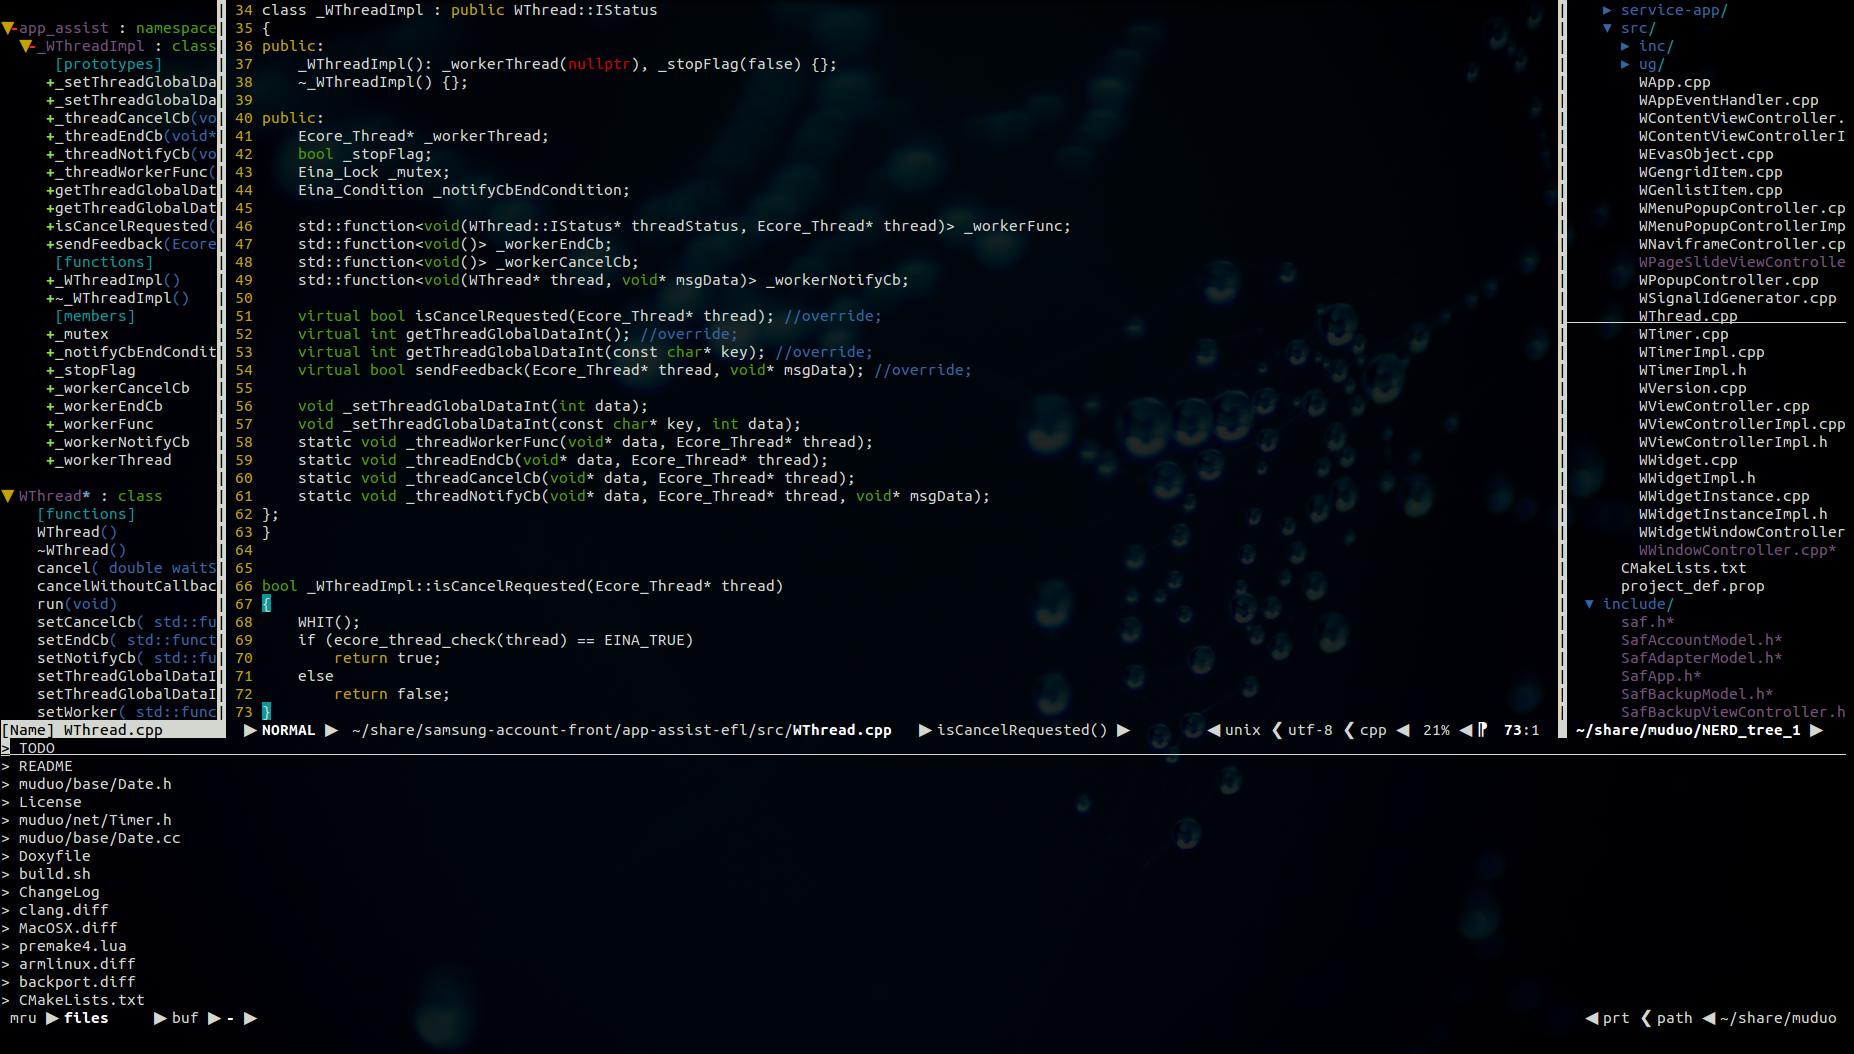 ▼-app_assist : namespace
▼-_WThreadImpl : class
[prototypes]
+_setThreadGlobalDa
+_setThreadGlobalDa
+_threadCancelCb(vo
+_threadEndCb(void*
+_threadNotifyCb(vo
+_threadWorkerFunc(
+getThreadGlobalDat
+getThreadGlobalDat
+isCancelRequested(
+sendFeedback(Ecore
[functions]
+_WThreadImpl()
+~_WThreadImpl()
[members]
+_mutex
+_notifyCbEndCondit
+_stopFlag
+_workerCancelCb
+_workerEndCb
+_workerFunc
+_workerNotifyCb
+_workerThread
▼ WThread* : class
[functions]
WThread()
~WThread()
cancel( double waitS
cancelWithoutCallbac
run(void)
setCancelCb( std::fu
setEndCb( std::funct
setNotifyCb( std::fu
setThreadGlobalDataI
setThreadGlobalDataI
setWorker( std::func
[Name] WThread.cpp
34 class _WThreadImpl : public WThread::IStatus
35 {
36 public:
37     _WThreadImpl(): _workerThread(nullptr), _stopFlag(false) {};
38     ~_WThreadImpl() {};
39
40 public:
41     Ecore_Thread* _workerThread;
42     bool _stopFlag;
43     Eina_Lock _mutex;
44     Eina_Condition _notifyCbEndCondition;
45
46     std::function<void(WThread::IStatus* threadStatus, Ecore_Thread* thread)> _workerFunc;
47     std::function<void()> _workerEndCb;
48     std::function<void()> _workerCancelCb;
49     std::function<void(WThread* thread, void* msgData)> _workerNotifyCb;
50
51     virtual bool isCancelRequested(Ecore_Thread* thread); //override;
52     virtual int getThreadGlobalDataInt(); //override;
53     virtual int getThreadGlobalDataInt(const char* key); //override;
54     virtual bool sendFeedback(Ecore_Thread* thread, void* msgData); //override;
55
56     void _setThreadGlobalDataInt(int data);
57     void _setThreadGlobalDataInt(const char* key, int data);
58     static void _threadWorkerFunc(void* data, Ecore_Thread* thread);
59     static void _threadEndCb(void* data, Ecore_Thread* thread);
60     static void _threadCancelCb(void* data, Ecore_Thread* thread);
61     static void _threadNotifyCb(void* data, Ecore_Thread* thread, void* msgData);
62 };
63 }
64
65
66 bool _WThreadImpl::isCancelRequested(Ecore_Thread* thread)
67 {
68     WHIT();
69     if (ecore_thread_check(thread) == EINA_TRUE)
70         return true;
71     else
72         return false;
73 }
▶ NORMAL ▶ ~/share/samsung-account-front/app-assist-efl/src/WThread.cpp ▶ isCancelRequested() ▶ ◀ unix ❮ utf-8 ❮ cpp ◀ 21% ◀ 73:1
▶ service-app/
▼ src/
▶ inc/
▶ ug/
WApp.cpp
WAppEventHandler.cpp
WContentViewController.
WContentViewControllerI
WEvasObject.cpp
WGengridItem.cpp
WGenlistItem.cpp
WMenuPopupController.cp
WMenuPopupControllerImp
WNaviframeController.cp
WPageSlideViewControlle
WPopupController.cpp
WSignalIdGenerator.cpp
WThread.cpp
WTimer.cpp
WTimerImpl.cpp
WTimerImpl.h
WVersion.cpp
WViewController.cpp
WViewControllerImpl.cpp
WViewControllerImpl.h
WWidget.cpp
WWidgetImpl.h
WWidgetInstance.cpp
WWidgetInstanceImpl.h
WWidgetWindowController
WWindowController.cpp*
CMakeLists.txt
project_def.prop
▼ include/
saf.h*
SafAccountModel.h*
SafAdapterModel.h*
SafApp.h*
SafBackupModel.h*
SafBackupViewController.h
~/share/muduo/NERD_tree_1 ▶
> TODO
> README
> muduo/base/Date.h
> License
> muduo/net/Timer.h
> muduo/base/Date.cc
> Doxyfile
> build.sh
> ChangeLog
> clang.diff
> MacOSX.diff
> premake4.lua
> armlinux.diff
> backport.diff
> CMakeLists.txt
mru ▶ files ▶ buf ▶ - ▶ ◀ prt ❮ path ◀ ~/share/muduo